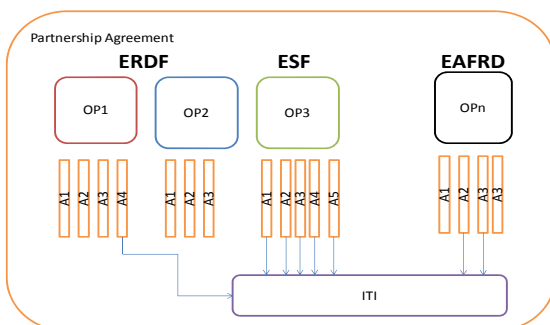 Partnership Agreement
ERDF ESF EAFRD
OP1 OP2 OP3 OPn
A1 A2 A3 A4 A1 A2 A3 A1 A2 A3 A4 A5 A1 A2 A3 A3
ITI